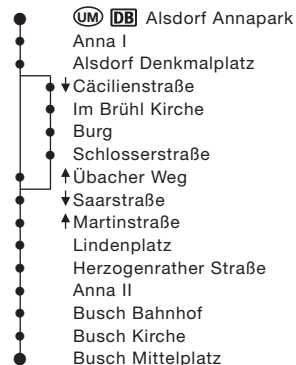 UM DB Alsdorf Annapark
Anna I
Alsdorf Denkmalplatz
Cäcilienstraße
Im Brühl Kirche
Burg
Schlosserstraße
Übacher Weg
Saarstraße
Martinstraße
Lindenplatz
Herzogenrather Straße
Anna II
Busch Bahnhof
Busch Kirche
Busch Mittelplatz